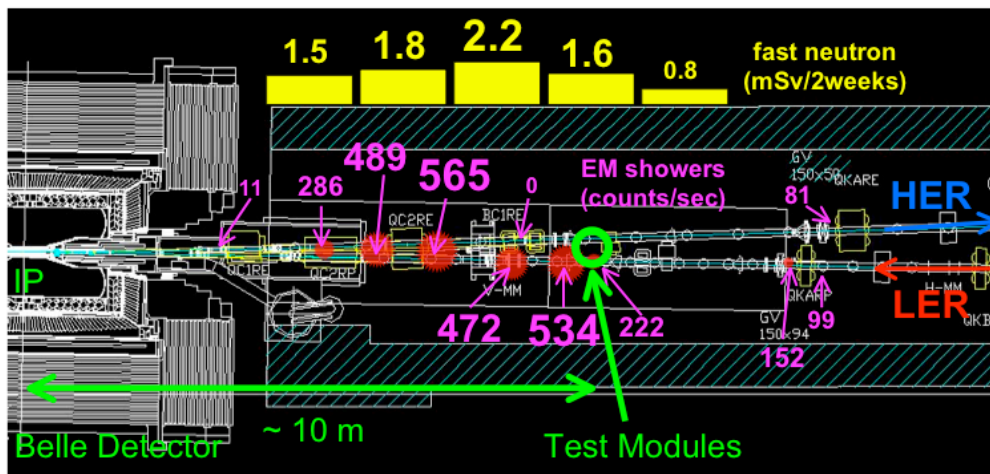 1.5
1.8
2.2
1.6
0.8
fast neutron
(mSv/2weeks)
489
565
EM showers
(counts/sec)
GV
150x50
QKARE
HER
11
286
0
81
QC2RE
BC1RE
IP
QC1RE
QC2RP
V-MM
QKARP
H-MM
LER
472
534
222
GV
150x94
99
152
QKB
Belle Detector
~ 10 m
Test Modules